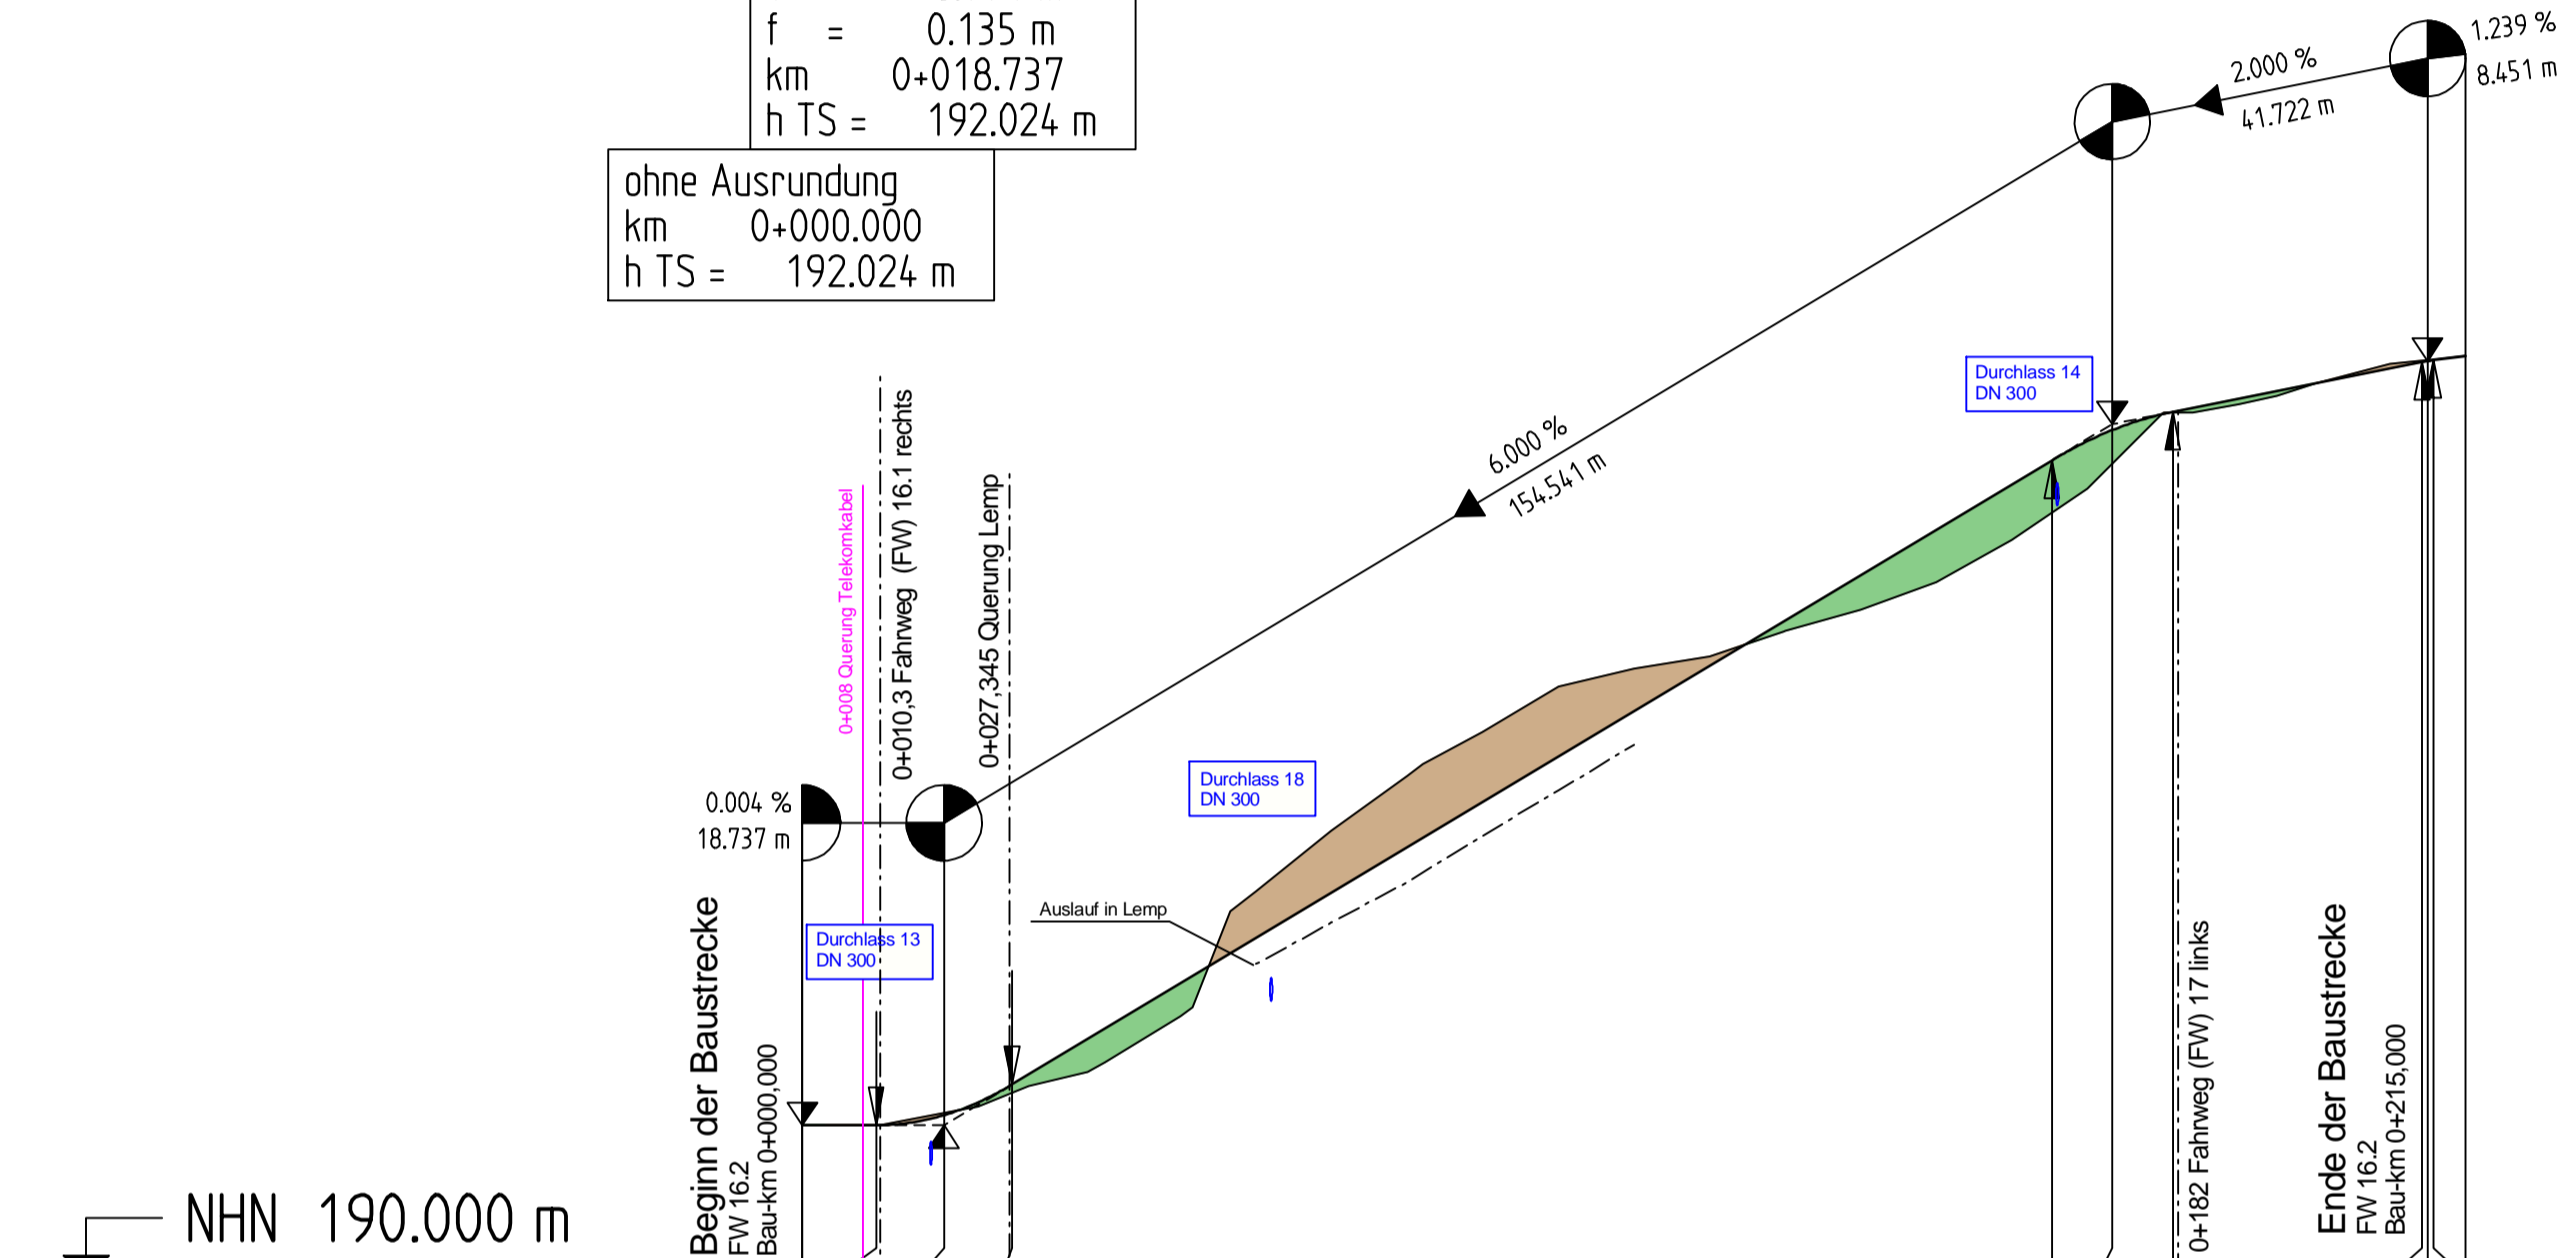 f = 0.135 m
km 0+018.737
h TS = 192.024 m
ohne Ausrundung
km 0+000.000
h TS = 192.024 m
1.239 %
8.451 m
2.000 %
41.722 m
6.000 %
154.541 m
Durchlass 14
DN 300
0+008 Querung Telekomkabel
0+010,3 Fahrweg (FW) 16.1 rechts
0+027,345 Querung Lemp
0.004 %
18.737 m
Durchlass 18
DN 300
Auslauf in Lemp
Durchlass 13
DN 300
Beginn der Baustrecke
FW 16.2
Bau-km 0+000,000
0+182 Fahrweg (FW) 17 links
Ende der Baustrecke
FW 16.2
Bau-km 0+215,000
NHN 190.000 m